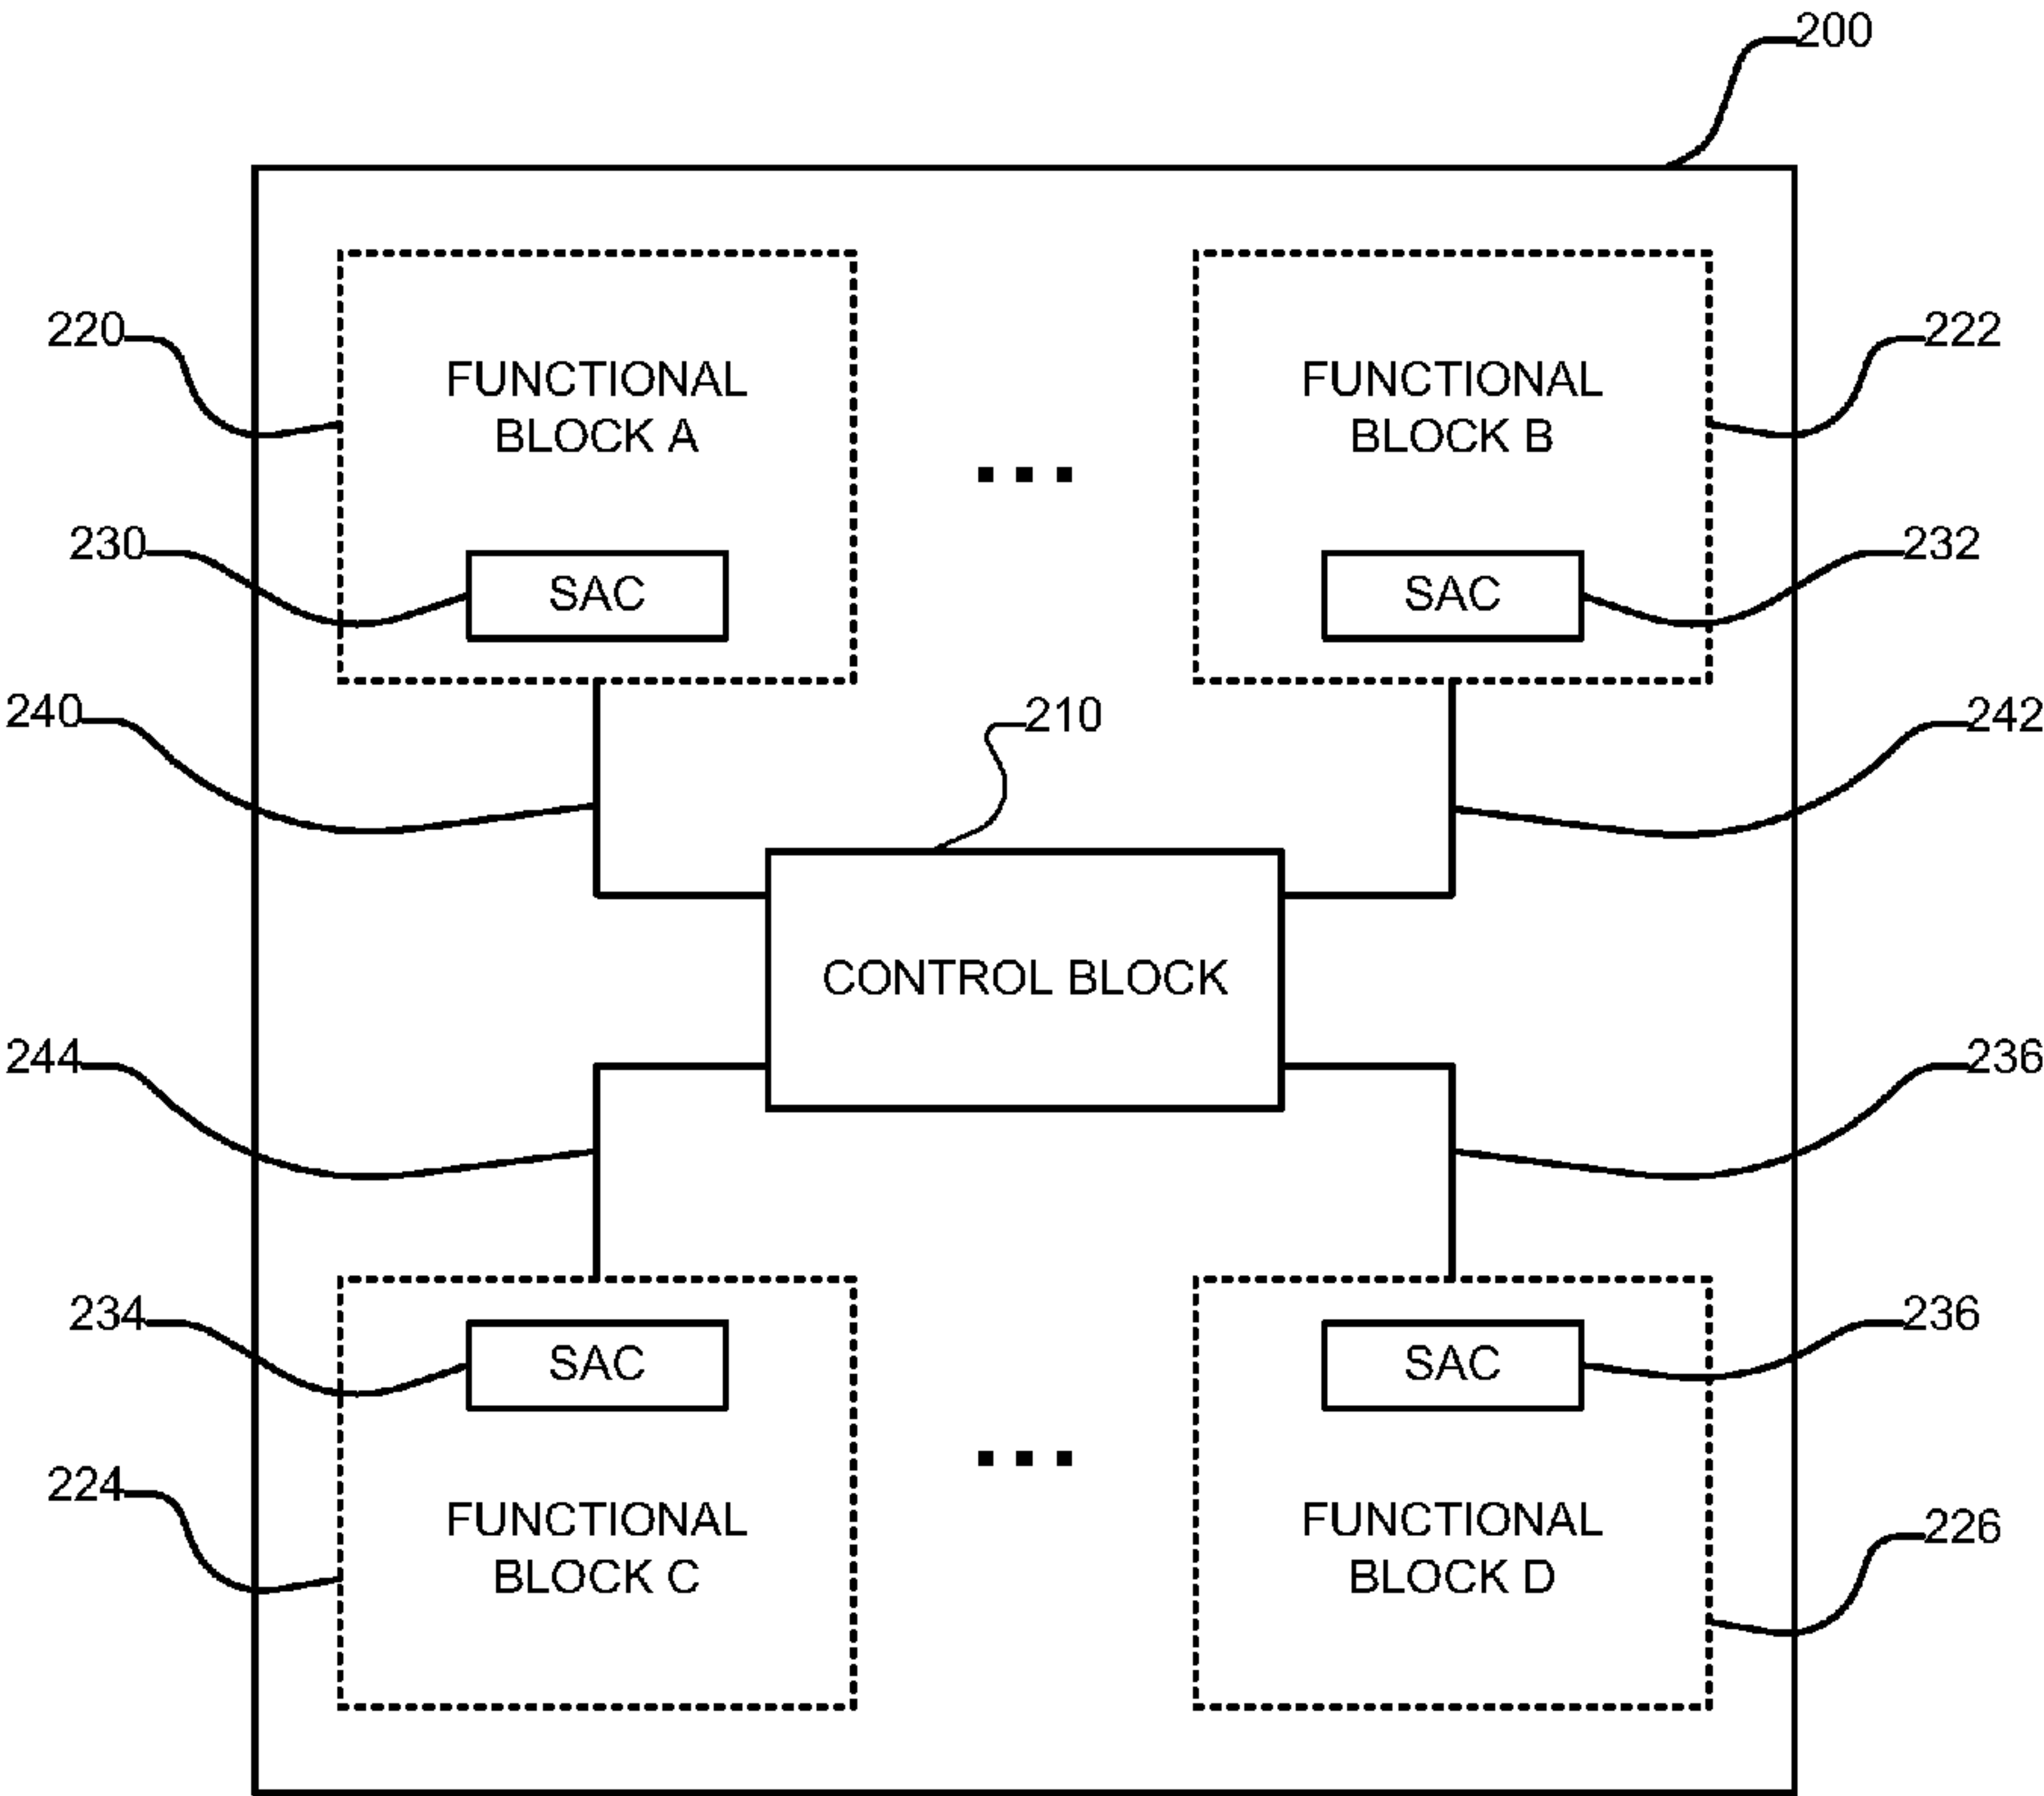 200
220
FUNCTIONAL
BLOCK A
FUNCTIONAL
BLOCK B
222
...
230
SAC
SAC
232
240
210
242
CONTROL BLOCK
244
236
234
SAC
SAC
236
...
224
FUNCTIONAL
BLOCK C
FUNCTIONAL
BLOCK D
226